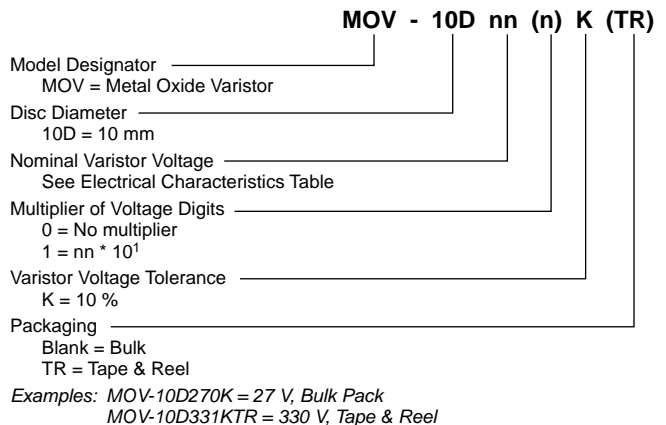 MOV - 10D nn (n) K (TR)
Model Designator
MOV = Metal Oxide Varistor
Disc Diameter
10D = 10 mm
Nominal Varistor Voltage
See Electrical Characteristics Table
Multiplier of Voltage Digits
0 = No multiplier
1 = nn * 10¹
Varistor Voltage Tolerance
K = 10 %
Packaging
Blank = Bulk
TR = Tape & Reel
Examples: MOV-10D270K = 27 V, Bulk Pack
MOV-10D331KTR = 330 V, Tape & Reel